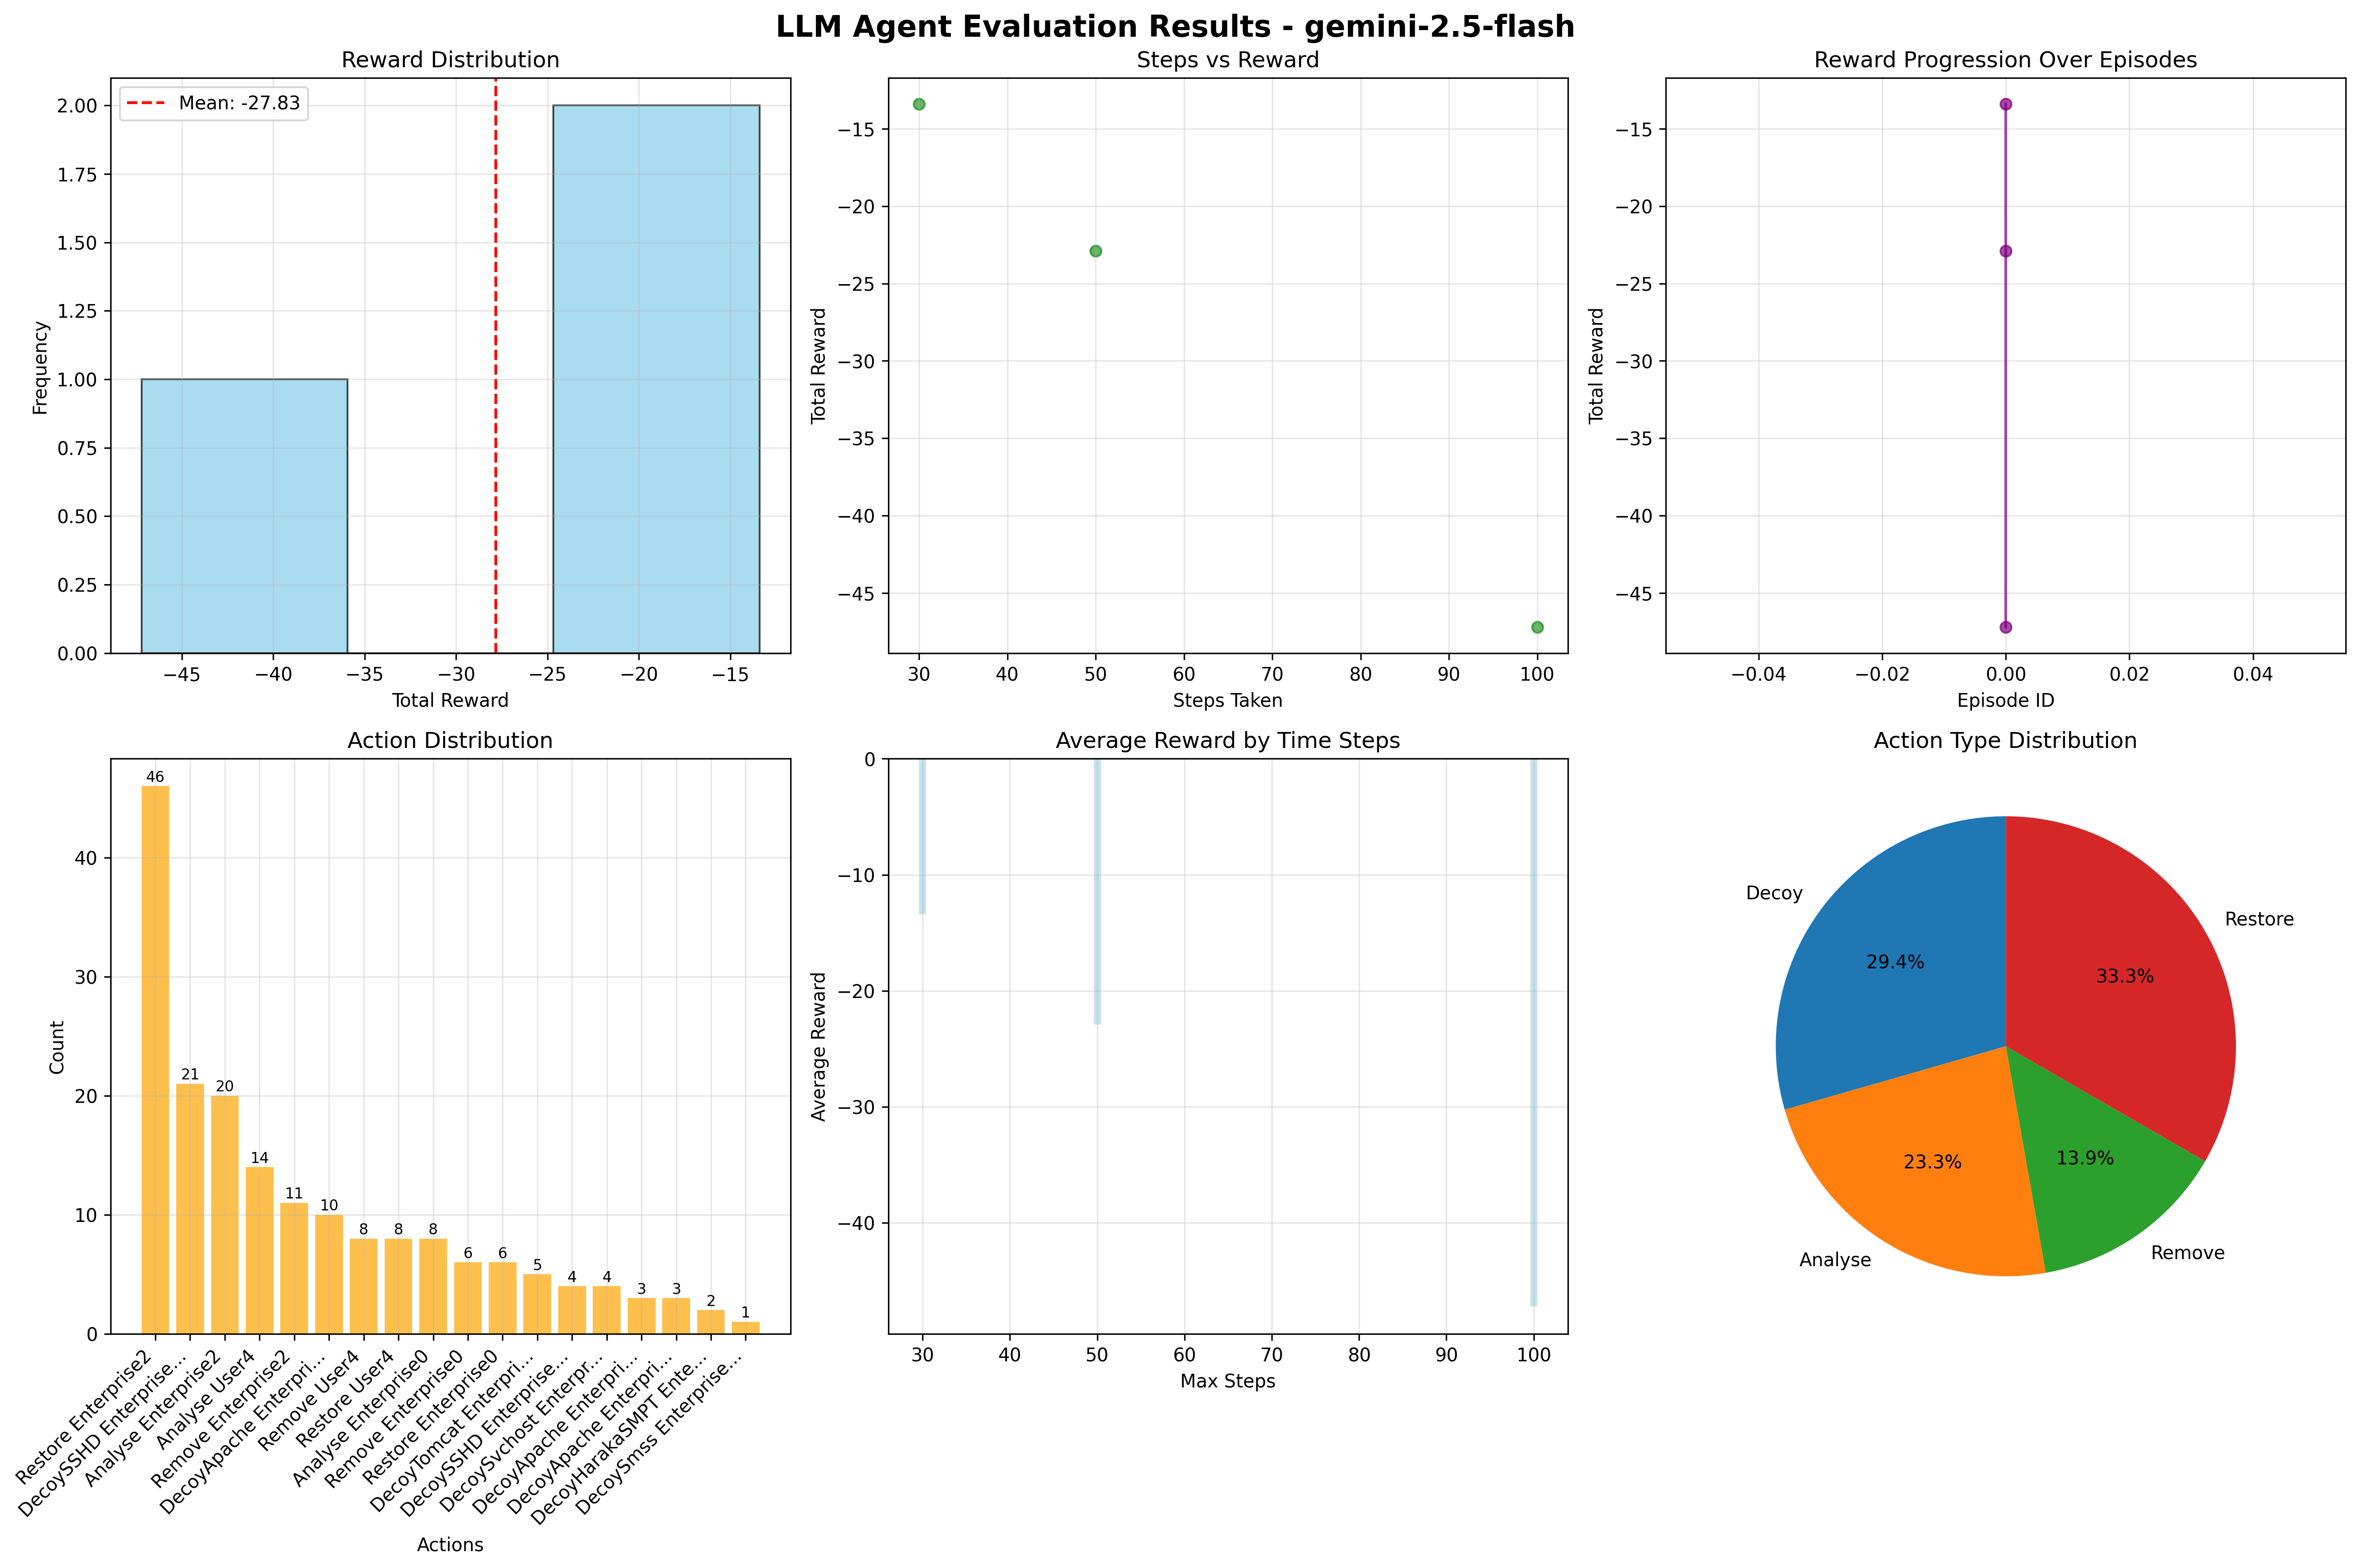 LLM Agent Evaluation Results - gemini-2.5-flash
Reward Distribution
Mean: -27.83
Frequency
2.00
1.75
1.50
1.25
1.00
0.75
0.50
0.25
0.00
−45 −40 −35 −30 −25 −20 −15
Total Reward
Steps vs Reward
Total Reward
−15
−20
−25
−30
−35
−40
−45
30 40 50 60 70 80 90 100
Steps Taken
Reward Progression Over Episodes
Total Reward
−15
−20
−25
−30
−35
−40
−45
−0.04 −0.02 0.00 0.02 0.04
Episode ID
Action Distribution
Count
40
30
20
10
0
46 21 20 14 11 10 8 8 8 6 6 5 4 4 3 3 2 1
Restore Enterprise2
DecoySSHD Enterprise...
Analyse Enterprise2
Analyse User4
Remove Enterprise2
DecoyApache Enterpri...
Remove User4
Restore User4
Analyse Enterprise0
Remove Enterprise0
Restore Enterprise0
DecoyTomcat Enterpri...
DecoySSHD Enterprise...
DecoySvchost Enterpr...
DecoyApache Enterpri...
DecoyApache Enterpri...
DecoyHarakaSMPT Ente...
DecoySmss Enterprise...
Actions
Average Reward by Time Steps
Average Reward
0
−10
−20
−30
−40
30 40 50 60 70 80 90 100
Max Steps
Action Type Distribution
Decoy
29.4%
Restore
33.3%
Analyse
23.3%
Remove
13.9%